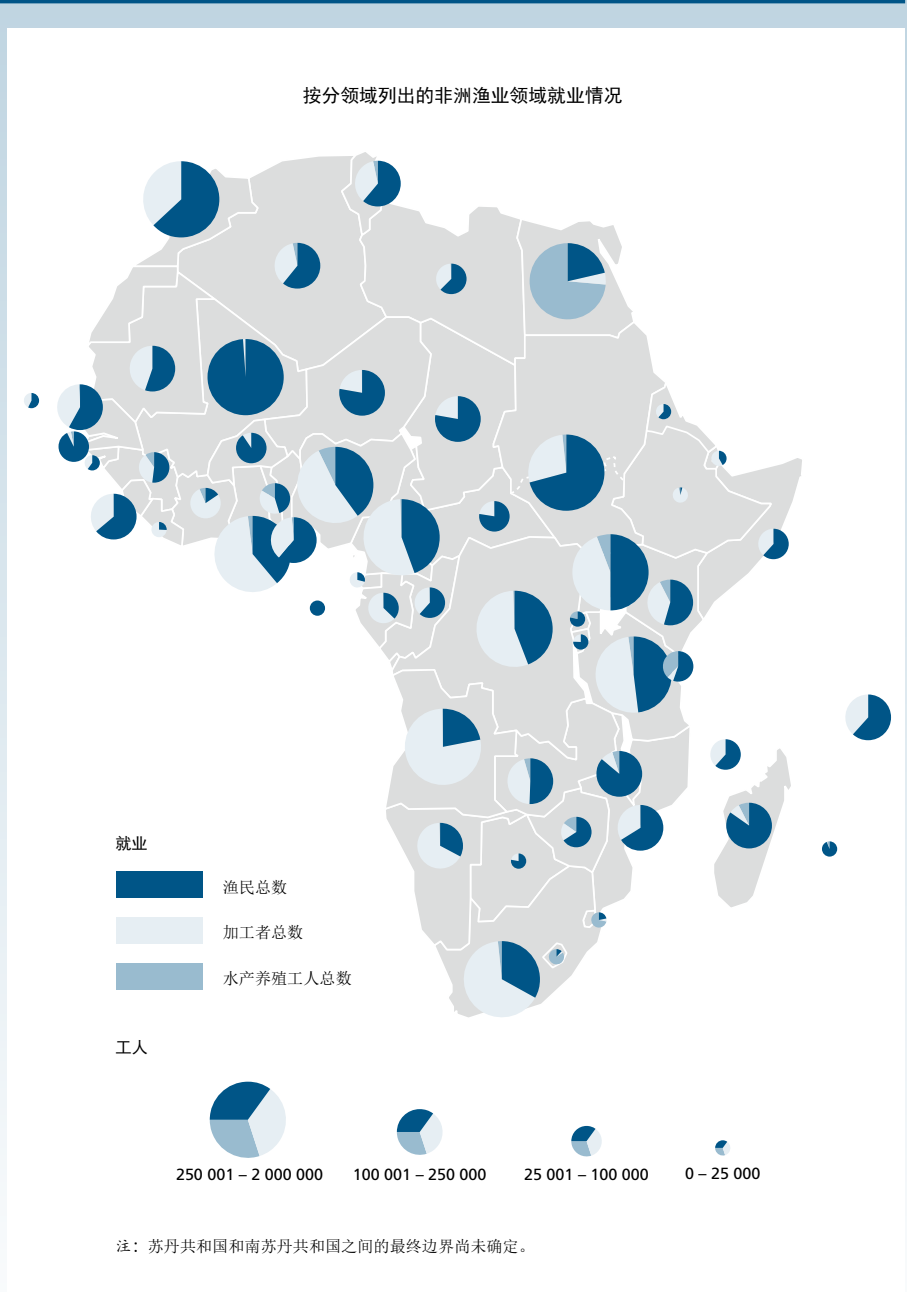 按分领域列出的非洲渔业领域就业情况
就业
渔民总数
加工者总数
水产养殖工人总数
工人
250 001 – 2 000 000
100 001 – 250 000
25 001 – 100 000
0 – 25 000
注：苏丹共和国和南苏丹共和国之间的最终边界尚未确定。